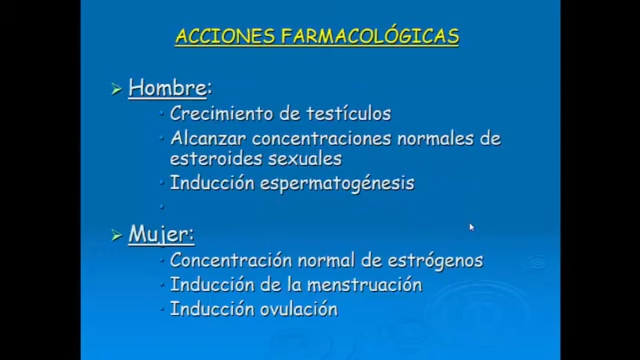 ACCIONES FARMACOLÓGICAS
Hombre:
Crecimiento de testículos
Alcanzar concentraciones normales de
esteroides sexuales
Inducción espermatogénesis
Mujer:
Concentración normal de estrógenos
Inducción de la menstruación
Inducción ovulación